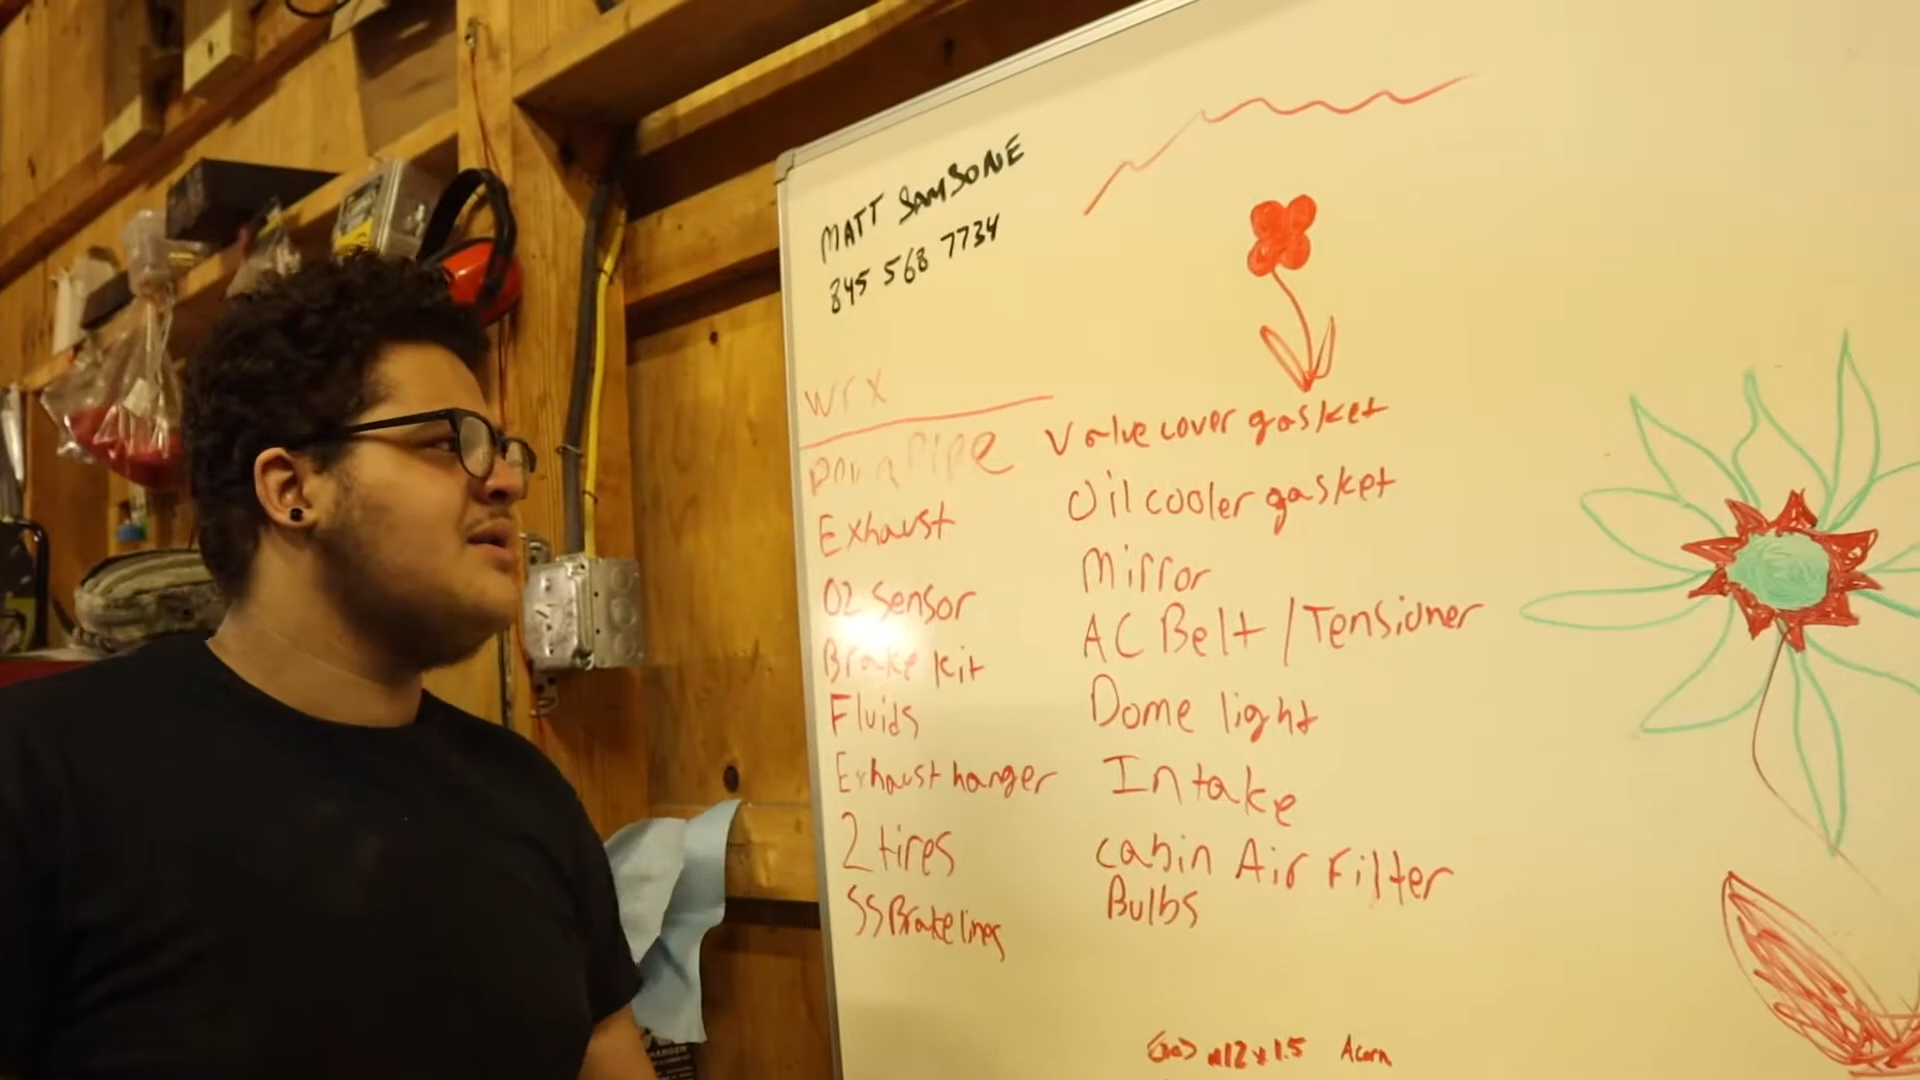 MATT SAMSONE
845 568 7734
wrx
Down Pipe
Exhaust
O2 sensor
Brake kit
Fluids
Exhaust hanger
2 tires
SS Brake lines
Valve cover gasket
Oil cooler gasket
Mirror
AC Belt / Tensioner
Dome light
Intake
cabin Air Filter
Bulbs
12 x 1.5 Acorn